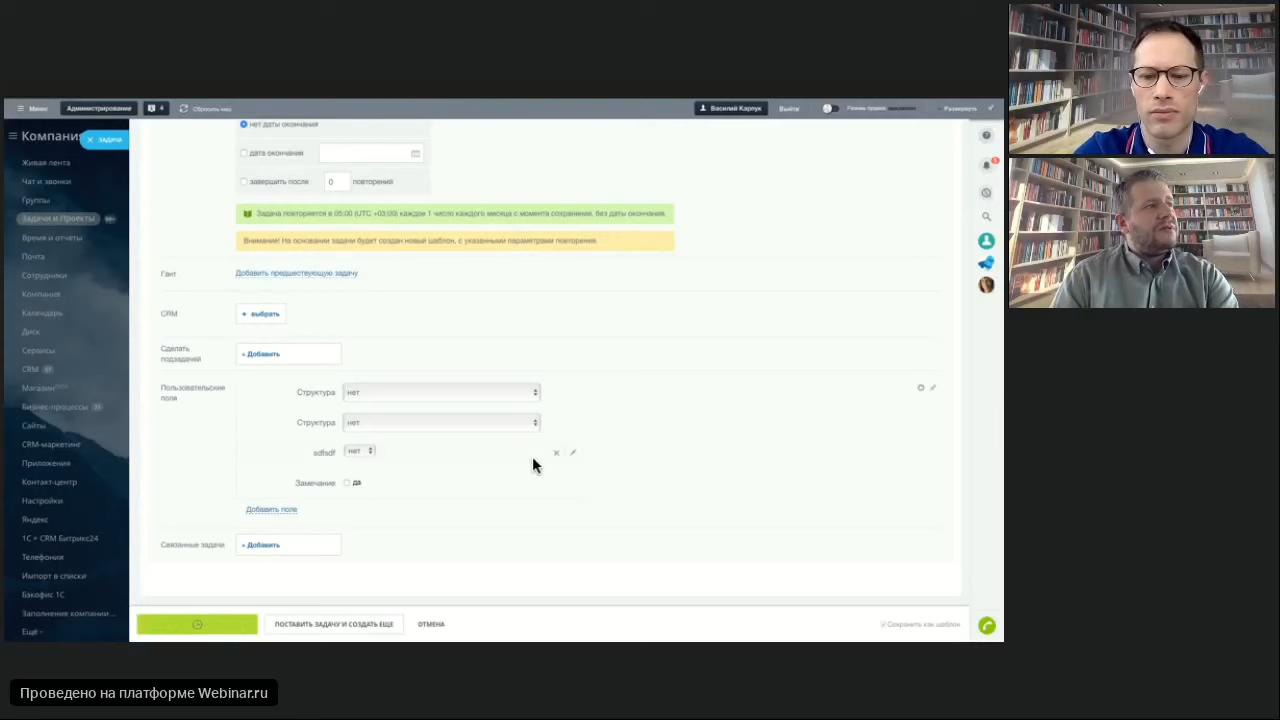 Меню
Администрирование
4
Сбросить кеш
Василий Карпук
Выйти
Режим правки
Развернуть
Компания
ЗАДАЧА
Живая лента
Чат и звонки
Группы
Задачи и Проекты 99+
Время и отчеты
Почта
Сотрудники
Компания
Календарь
Диск
Сервисы
CRM
Магазин beta
Бизнес-процессы
Сайты
CRM-маркетинг
Приложения
Контакт-центр
Настройки
Яндекс
1С + CRM Битрикс24
Телефония
Импорт в списки
Бэкофис 1С
Заполнение компании...
Ещё -
нет даты окончания
дата окончания
завершить после 0 повторений
Задача повторяется в 05:00 (UTC +03:00) каждое 1 число каждого месяца с момента сохранения, без даты окончания.
Внимание! На основании задачи будет создан новый шаблон, с указанными параметрами повторения.
Гант
Добавить предшествующую задачу
CRM
+ выбрать
Сделать
подзадачей
+ Добавить
Пользовательские
поля
Структура нет
Структура нет
sdfsdf нет
Замечание да
Добавить поле
Связанные задачи
+ Добавить
ПОСТАВИТЬ ЗАДАЧУ И СОЗДАТЬ ЕЩЕ
ОТМЕНА
Сохранить как шаблон
Проведено на платформе Webinar.ru